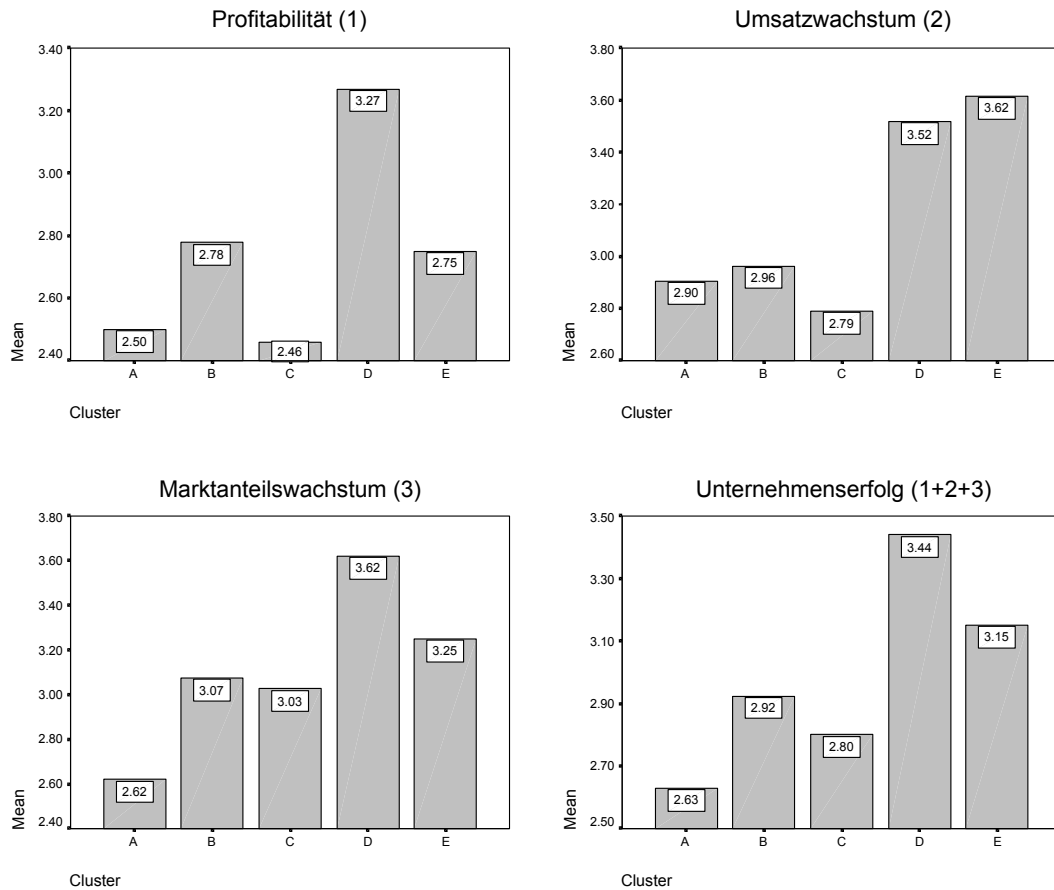 Profitabilität (1)
3.40
3.20
3.00
2.80
2.60
2.40
Mean
2.50
2.78
2.46
3.27
2.75
A B C D E
Cluster
Umsatzwachstum (2)
3.80
3.60
3.40
3.20
3.00
2.80
2.60
Mean
2.90
2.96
2.79
3.52
3.62
A B C D E
Cluster
Marktanteilswachstum (3)
3.80
3.60
3.40
3.20
3.00
2.80
2.60
2.40
Mean
2.62
3.07
3.03
3.62
3.25
A B C D E
Cluster
Unternehmenserfolg (1+2+3)
3.50
3.30
3.10
2.90
2.70
2.50
Mean
2.63
2.92
2.80
3.44
3.15
A B C D E
Cluster